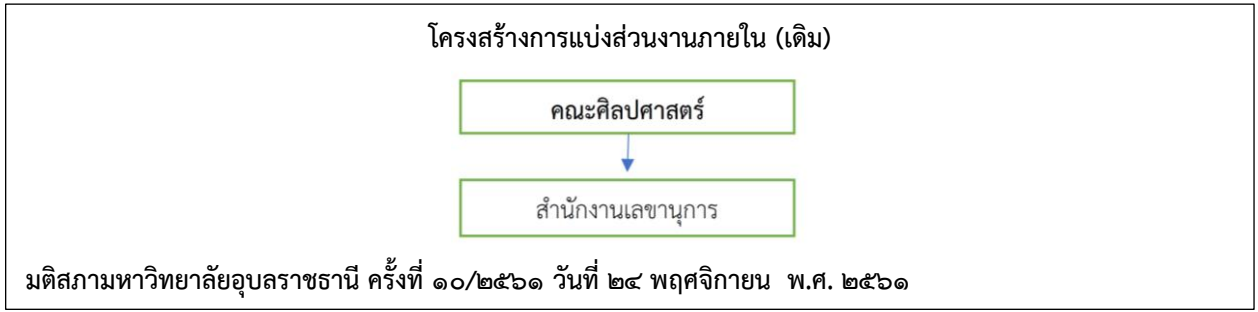 โครงสร้างการแบ่งส่วนงานภายใน (เดิม)
คณะศิลปศาสตร์
สำนักงานเลขานุการ
มติสภามหาวิทยาลัยอุบลราชธานี ครั้งที่ ๑๐/๒๕๖๑ วันที่ ๒๔ พฤศจิกายน พ.ศ. ๒๕๖๑